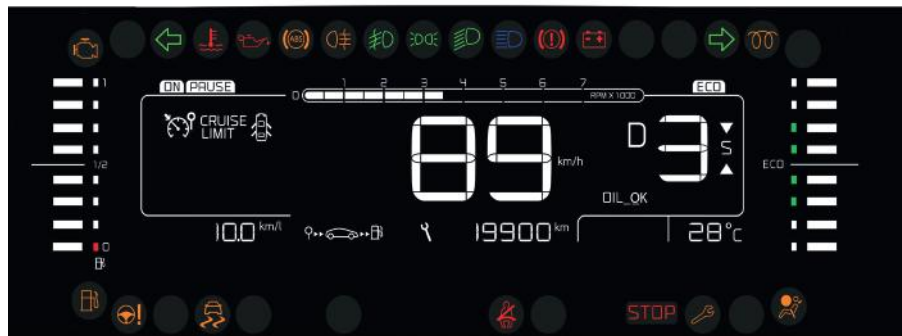 ABS
1
ON PAUSE
0 1 2 3 4 5 6 7
RPM X 1000
ECO
CRUISE
LIMIT
89 km/h
D 3 S
1/2
ECO
OIL_OK
0
10.0 km/l
19900 km
28°C
STOP